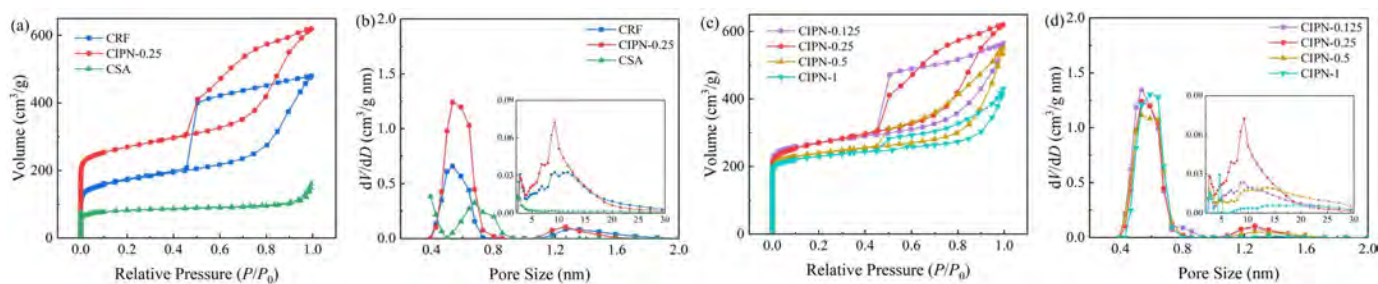 (a)
CRF
CIPN-0.25
CSA
600
400
200
0
0.0 0.2 0.4 0.6 0.8 1.0
Volume (cm³/g)
Relative Pressure (P/P₀)
(b)
CRF
CIPN-0.25
CSA
2.0
1.5
1.0
0.5
0.0
0.0 0.4 0.8 1.2 1.6 2.0
dV/dD (cm³/g nm)
Pore Size (nm)
0.09
0.06
0.03
0.00
5 10 15 20 25 30
(c)
CIPN-0.125
CIPN-0.25
CIPN-0.5
CIPN-1
600
400
200
0
0.0 0.2 0.4 0.6 0.8 1.0
Volume (cm³/g)
Relative Pressure (P/P₀)
(d)
CIPN-0.125
CIPN-0.25
CIPN-0.5
CIPN-1
2.0
1.5
1.0
0.5
0.0
0.0 0.4 0.8 1.2 1.6 2.0
dV/dD (cm³/g nm)
Pore Size (nm)
0.09
0.06
0.03
0.00
5 10 15 20 25 30